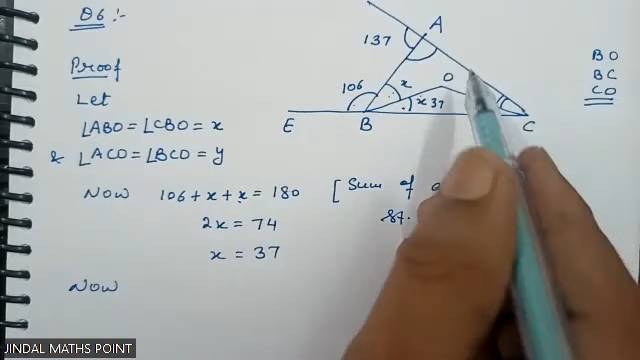 Q6:-
Proof
Let
∠ABO = ∠CBO = x
& ∠ACO = ∠BCO = y
Now 106 + x + x = 180 [Sum of
2x = 74 st.
x = 37
Now
A
137
O
106 x
x 37
E B C
BO
BC
CO
JINDAL MATHS POINT